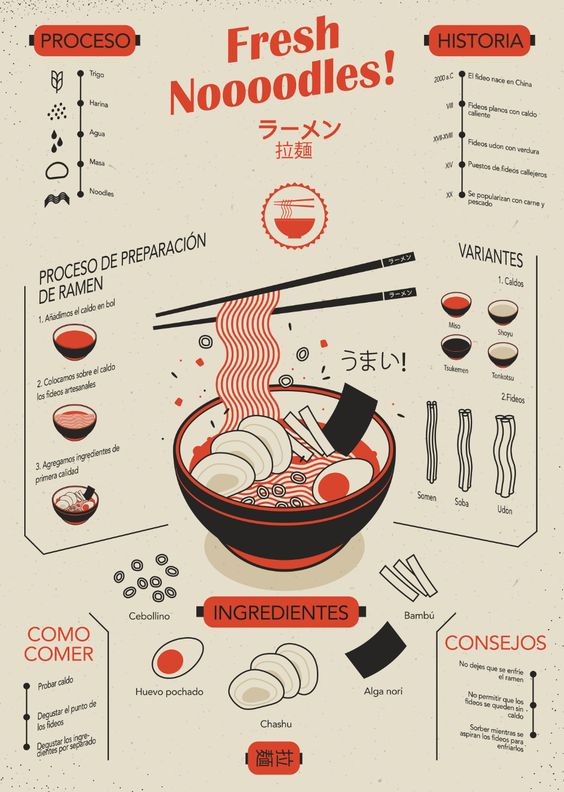 PROCESO
Trigo
Harina
Agua
Masa
Noodles
Fresh
Noooodles!
ラーメン
拉麺
HISTORIA
2000 a.C
El fideo nace en China
VIII
Fideos planos con caldo
caliente
XVII-XVIII
Fideos udon con verdura
XIV
Puestos de fideos callejeros
XX
Se popularizan con carne y
pescado
PROCESO DE PREPARACIÓN
DE RAMEN
1. Añadimos el caldo en bol
2. Colocamos sobre el caldo
los fideos artesanales
3. Agregamos ingredientes de
primera calidad
ラーメン
ラーメン
うまい!
VARIANTES
1. Caldos
Miso
Shoyu
Tsukemen
Tonkotsu
2.Fideos
Somen
Soba
Udon
INGREDIENTES
Cebollino
Bambú
Huevo pochado
Chashu
Alga nori
COMO
COMER
Probar caldo
Degustar el punto de
los fideos
Degustar los ingre-
dientes por separado
CONSEJOS
No dejes que se enfríe
el ramen
No permitir que los
fideos se queden sin
caldo
Sorber mientras se
aspiran los fideos para
enfriarlos
拉麺